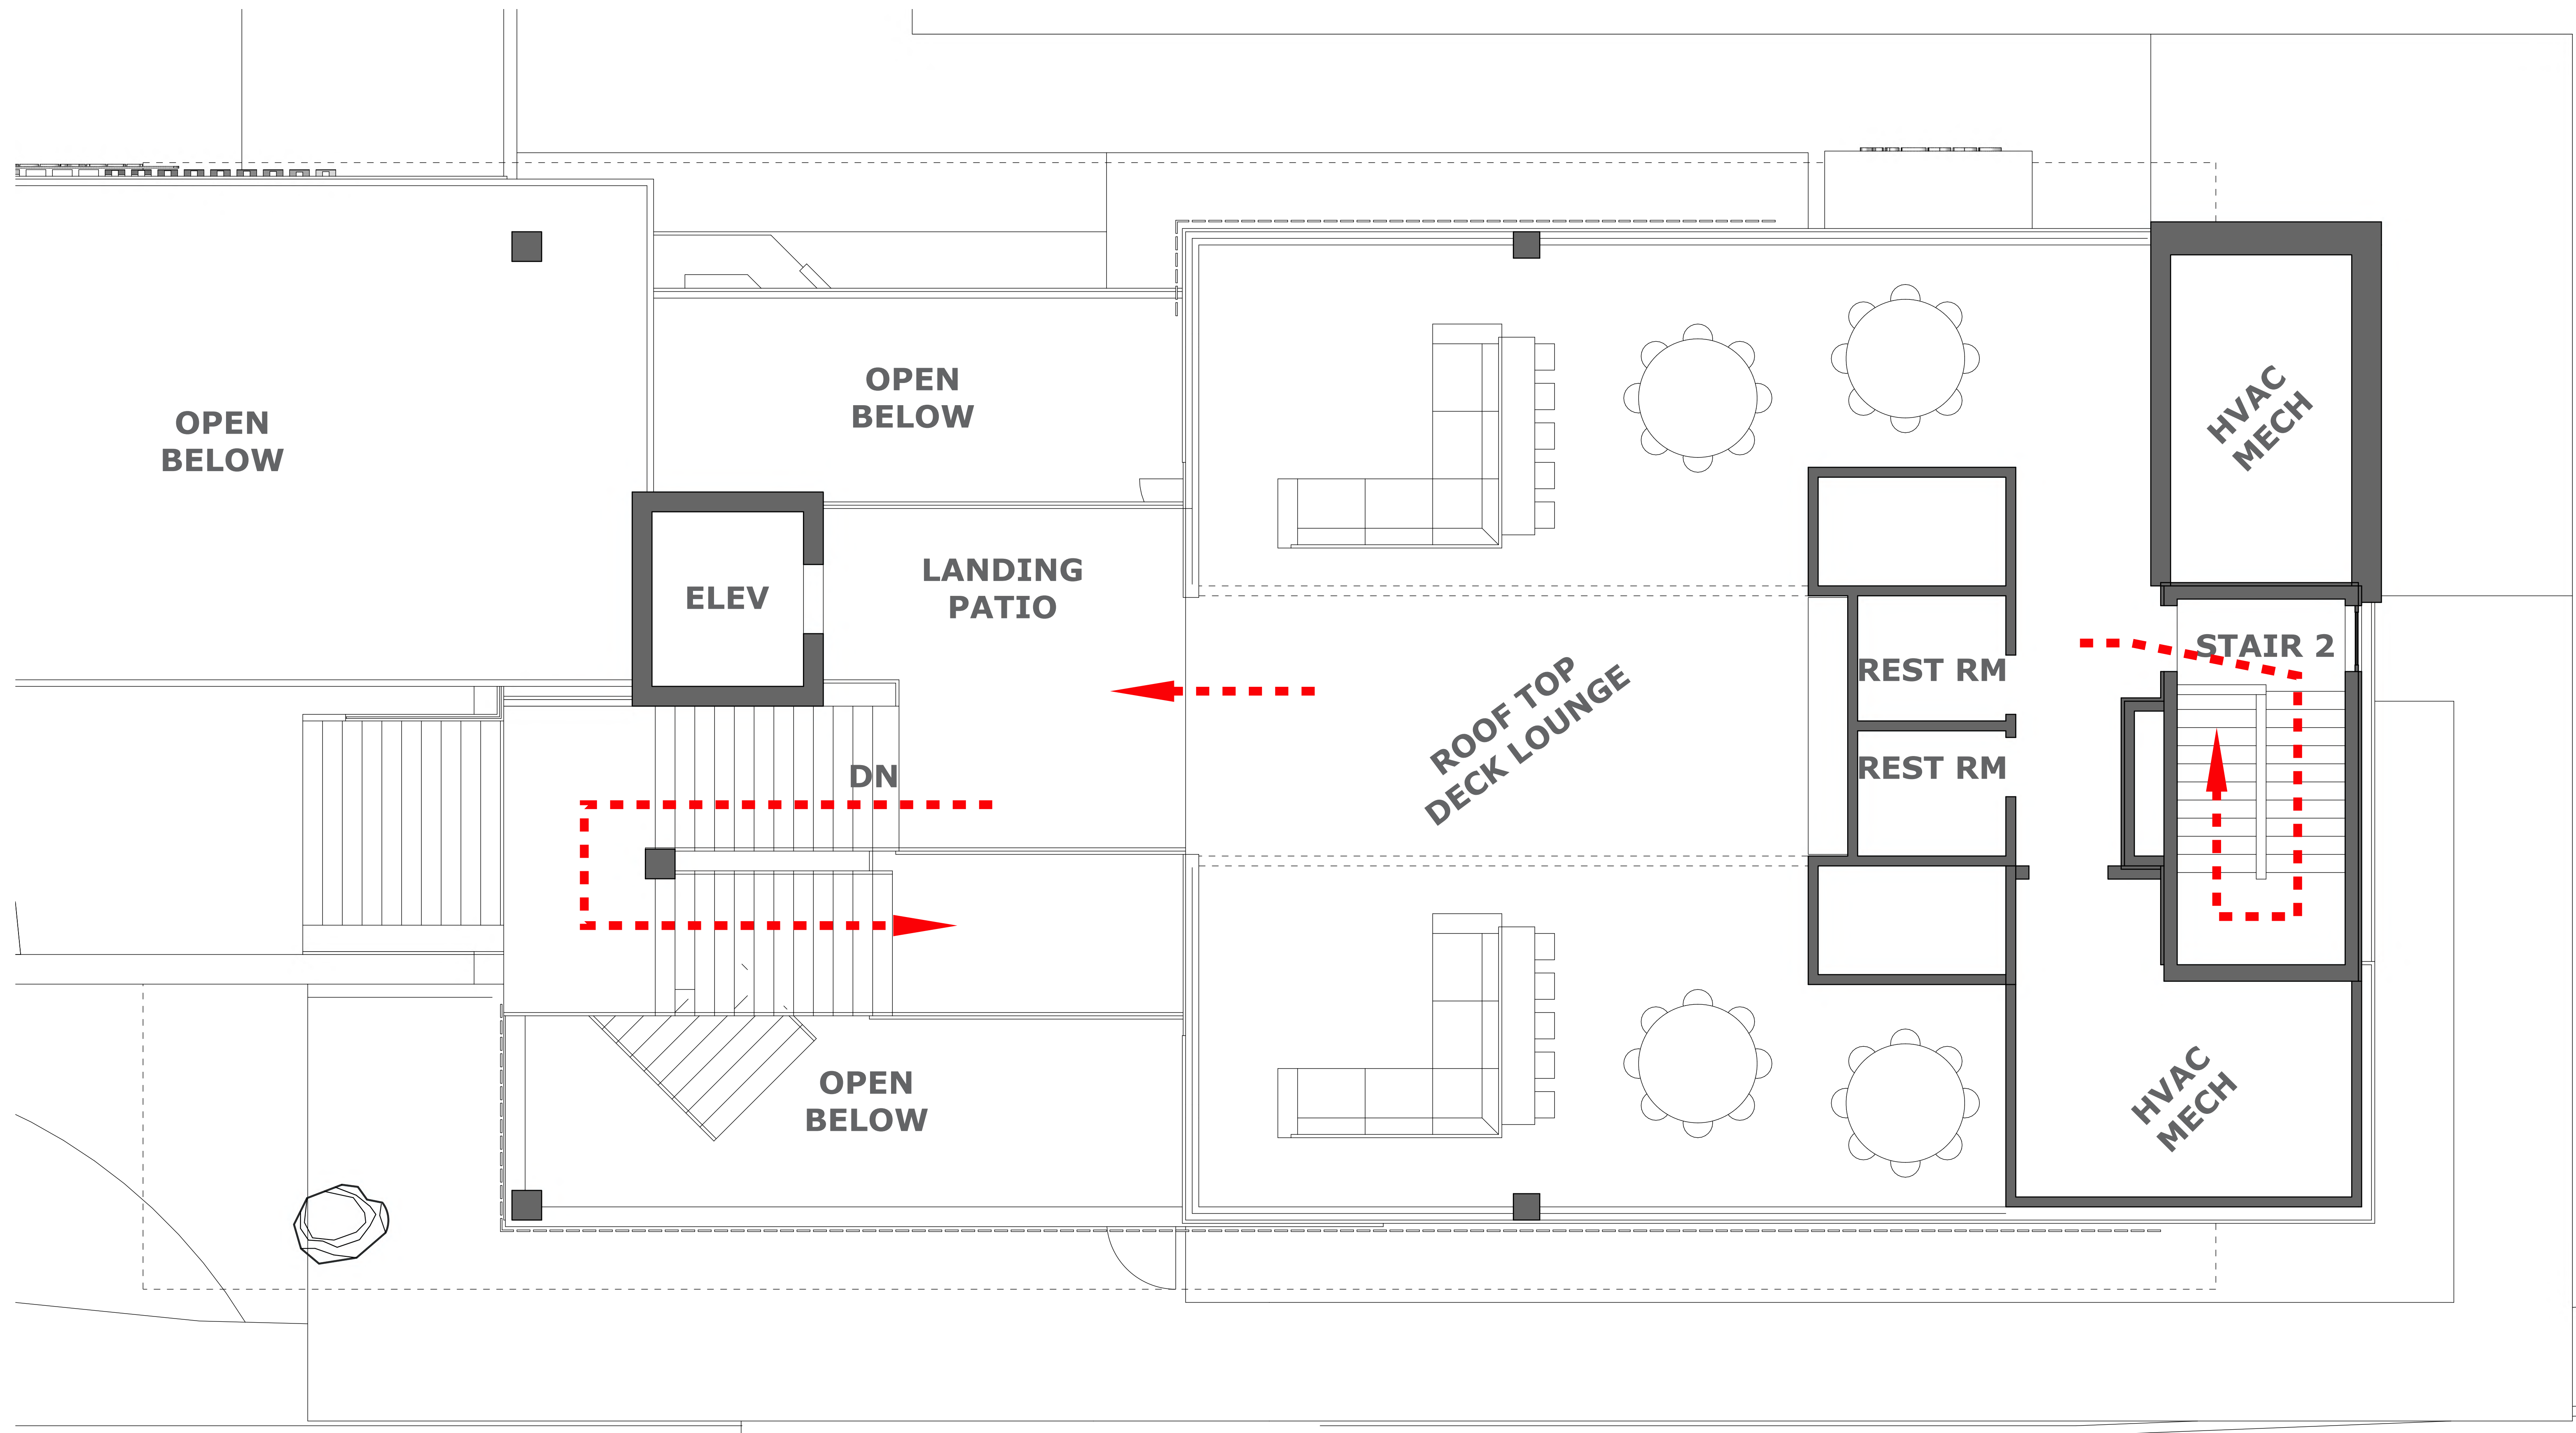 OPEN
BELOW
OPEN
BELOW
HVAC
MECH
ELEV
LANDING
PATIO
STAIR 2
REST RM
ROOF TOP
DECK LOUNGE
REST RM
DN
OPEN
BELOW
HVAC
MECH